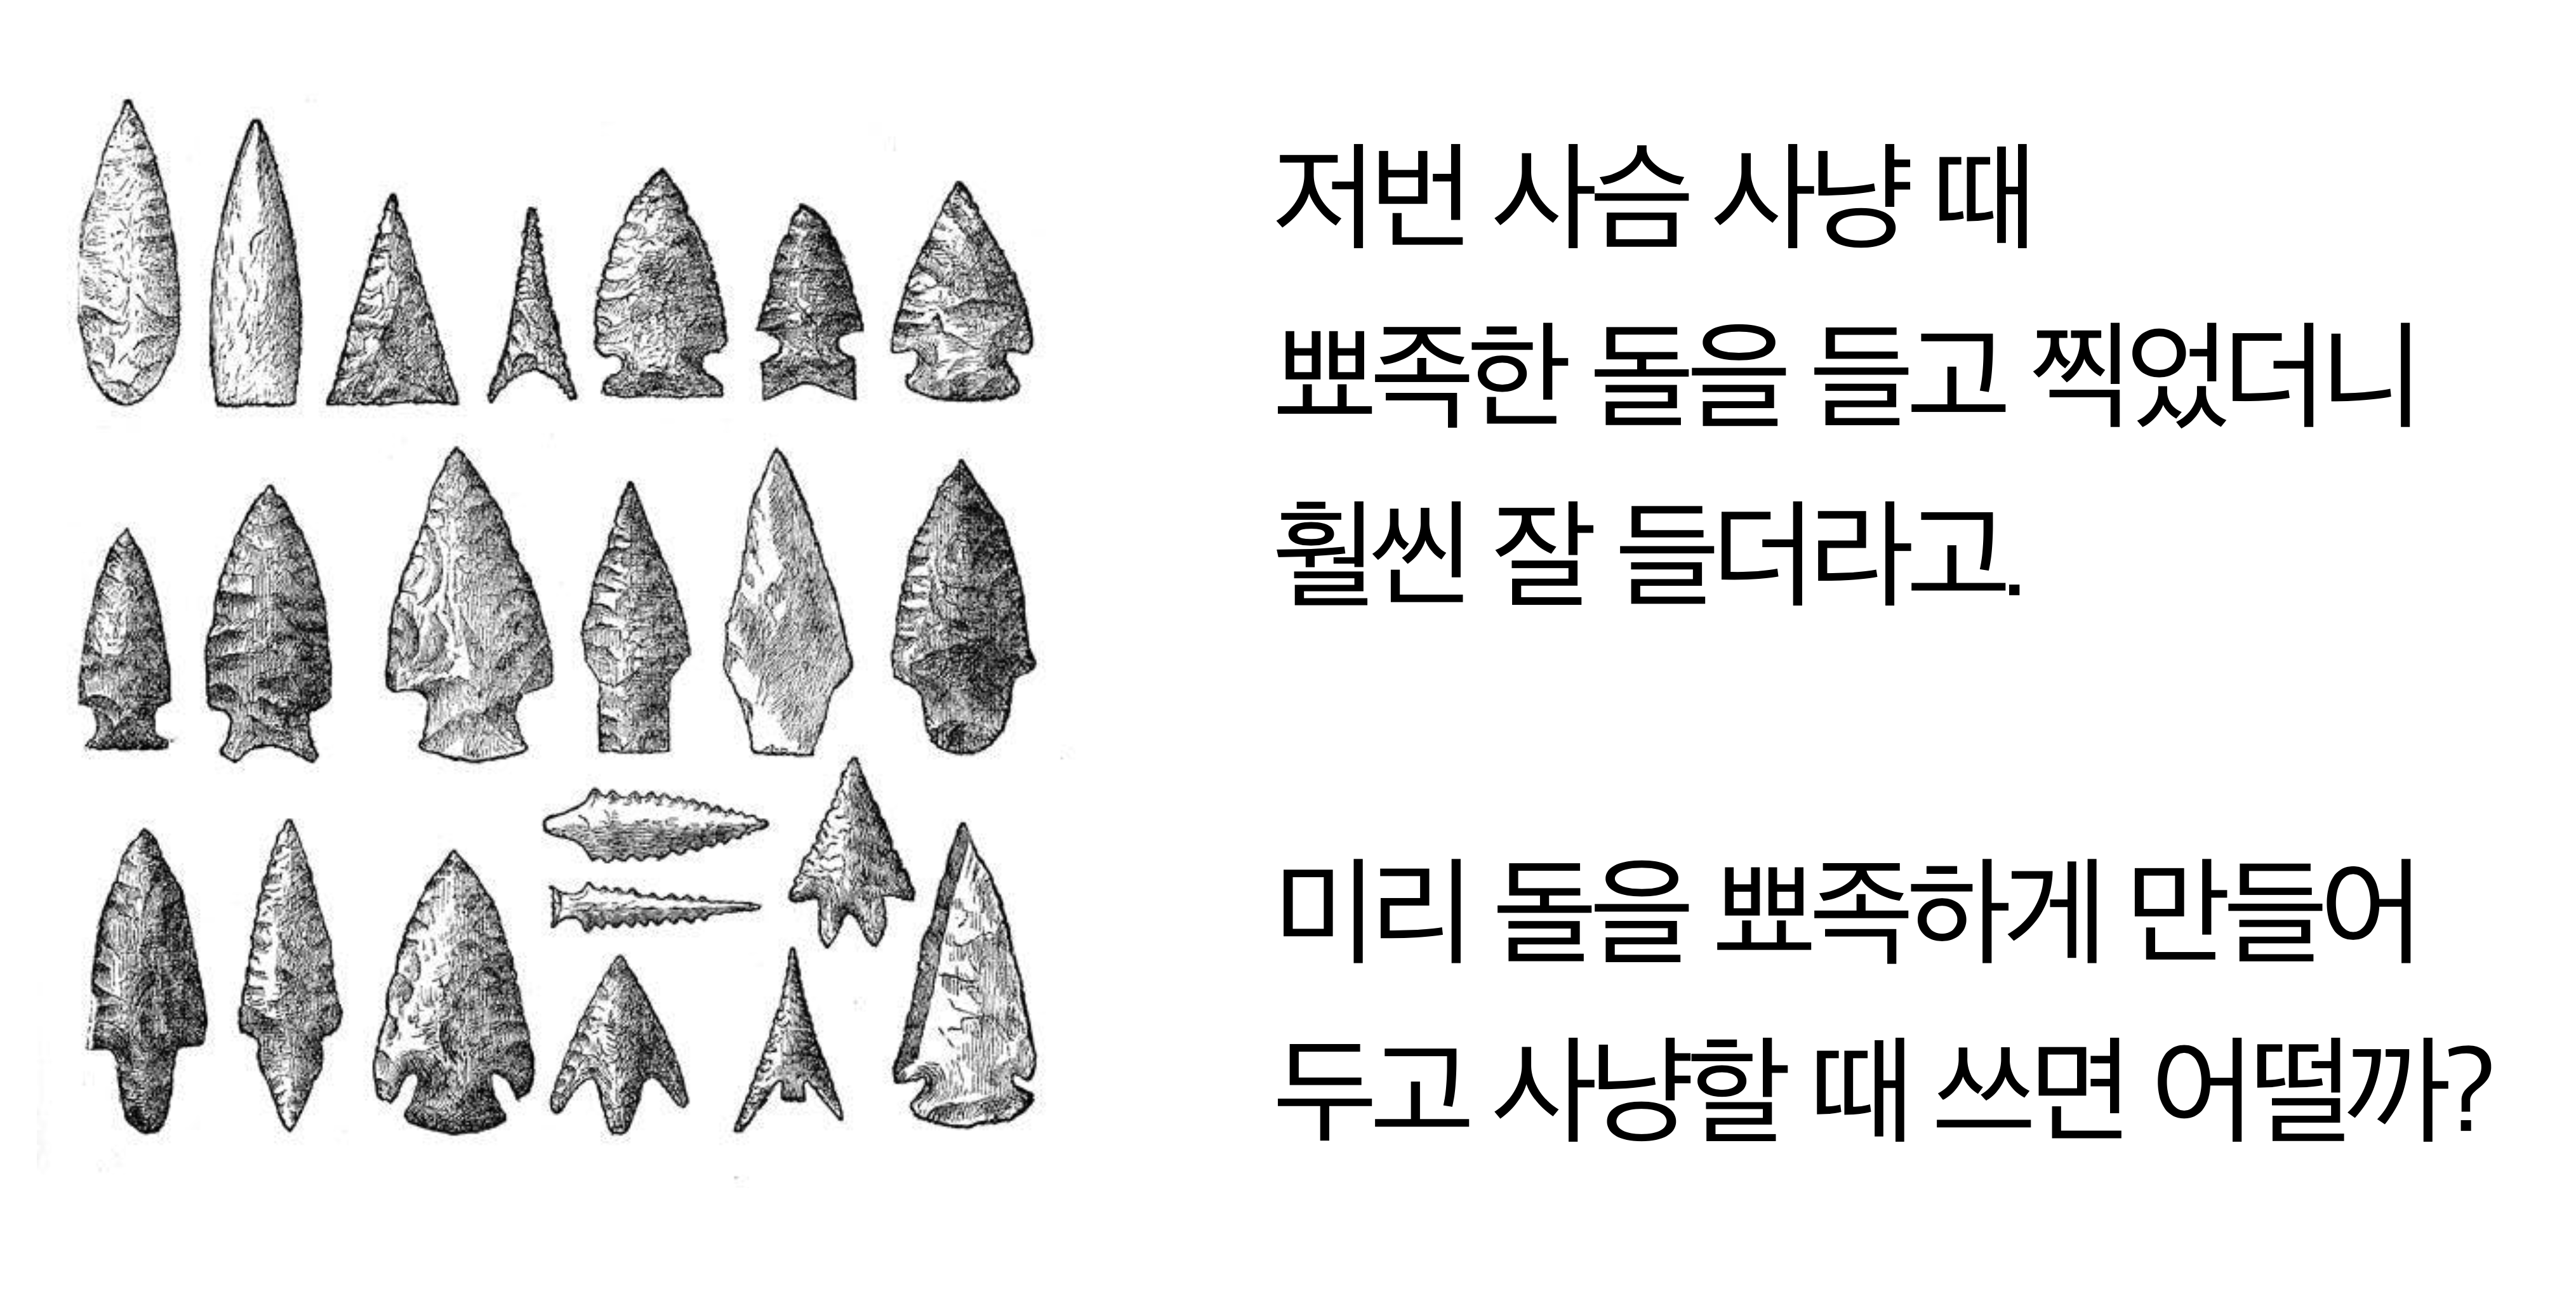 저번 사슴 사냥 때
뾰족한 돌을 들고 찍었더니
훨씬 잘 들더라고.
미리 돌을 뾰족하게 만들어
두고 사냥할 때 쓰면 어떨까?